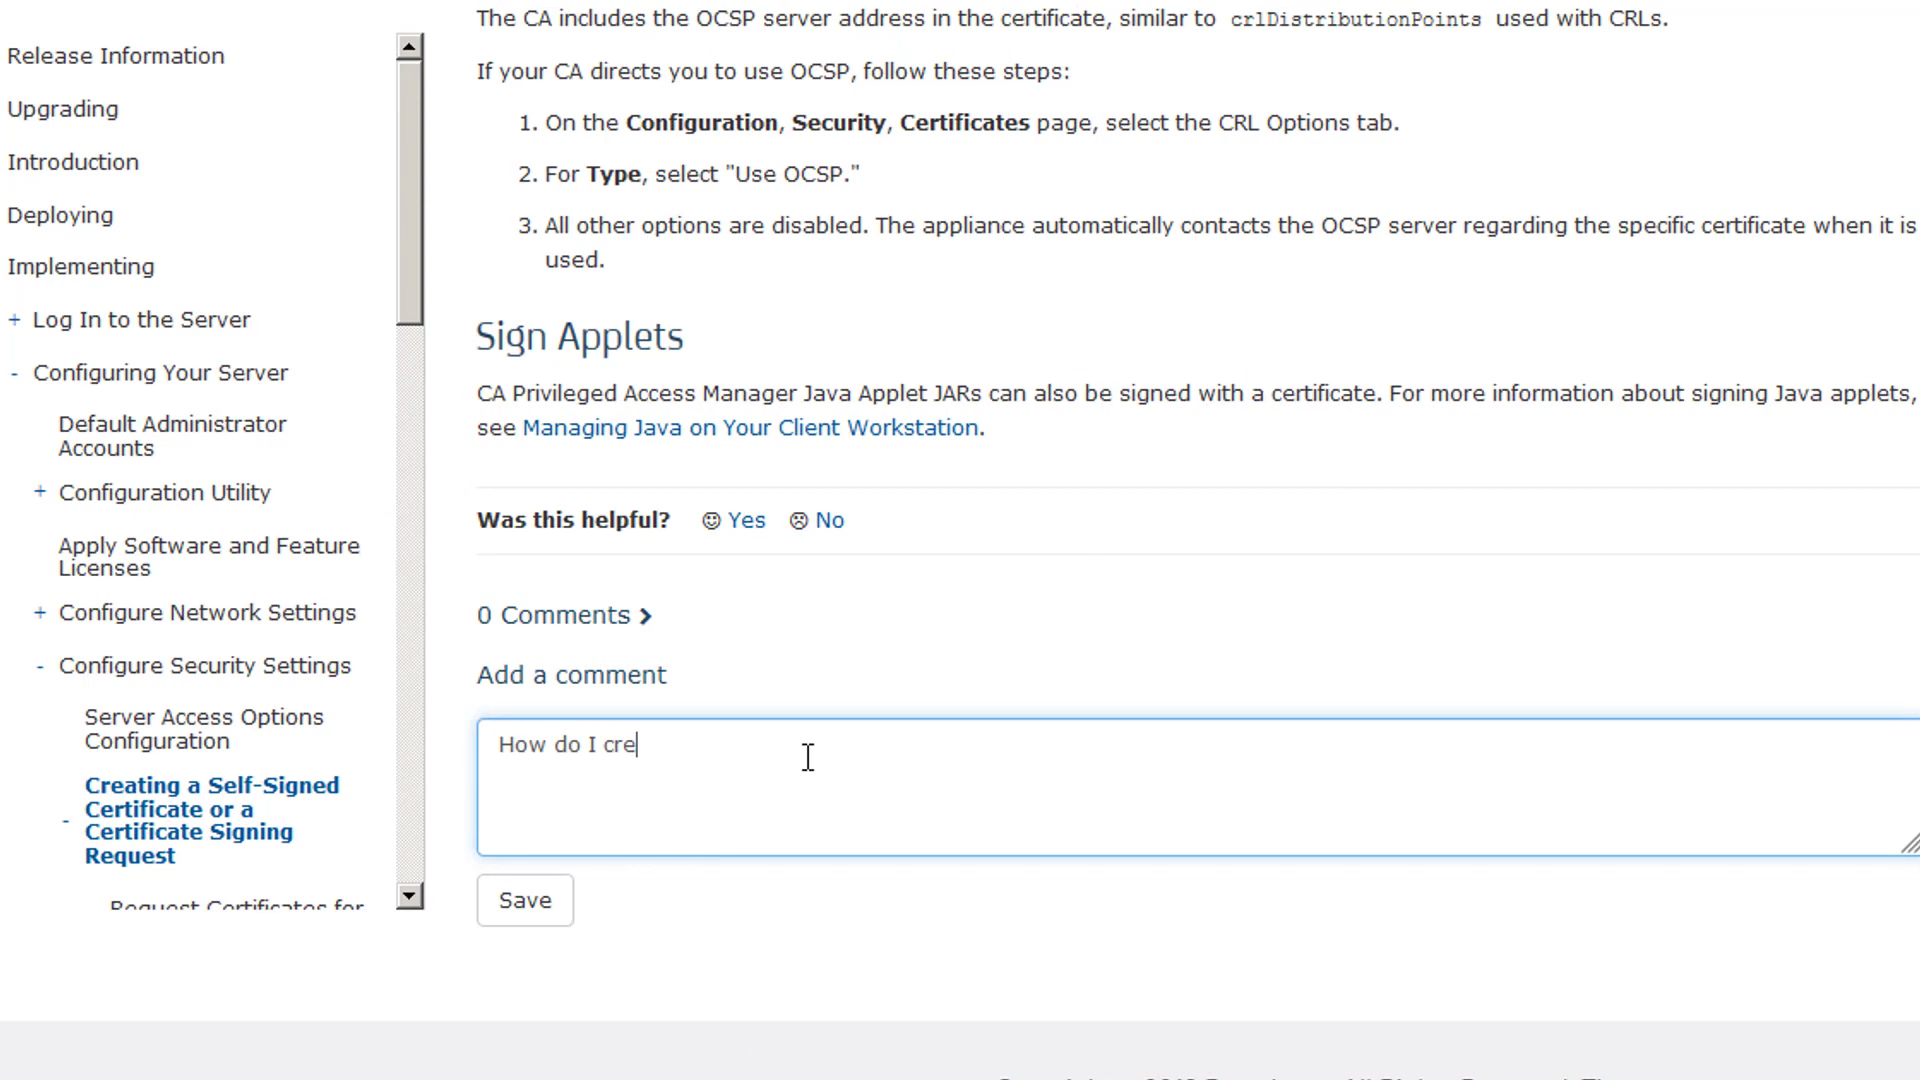 The CA includes the OCSP server address in the certificate, similar to crlDistributionPoints used with CRLs.
If your CA directs you to use OCSP, follow these steps:
1. On the Configuration, Security, Certificates page, select the CRL Options tab.
2. For Type, select "Use OCSP."
3. All other options are disabled. The appliance automatically contacts the OCSP server regarding the specific certificate when it is
used.
Sign Applets
CA Privileged Access Manager Java Applet JARs can also be signed with a certificate. For more information about signing Java applets,
see Managing Java on Your Client Workstation.
Was this helpful? Yes No
0 Comments
Add a comment
How do I cre
Save
Release Information
Upgrading
Introduction
Deploying
Implementing
+ Log In to the Server
- Configuring Your Server
Default Administrator
Accounts
+ Configuration Utility
Apply Software and Feature
Licenses
+ Configure Network Settings
- Configure Security Settings
Server Access Options
Configuration
- Creating a Self-Signed
Certificate or a
Certificate Signing
Request
Request Certificates for